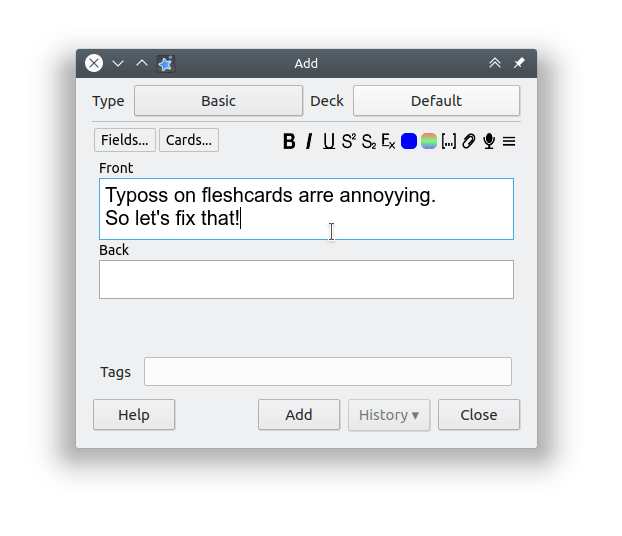 Add
Type Basic Deck Default
Fields... Cards... B I U S² S₂ Ex [...]
Front
Typoss on fleshcards arre annoyying.
So let's fix that!
Back
Tags
Help Add History ▾ Close